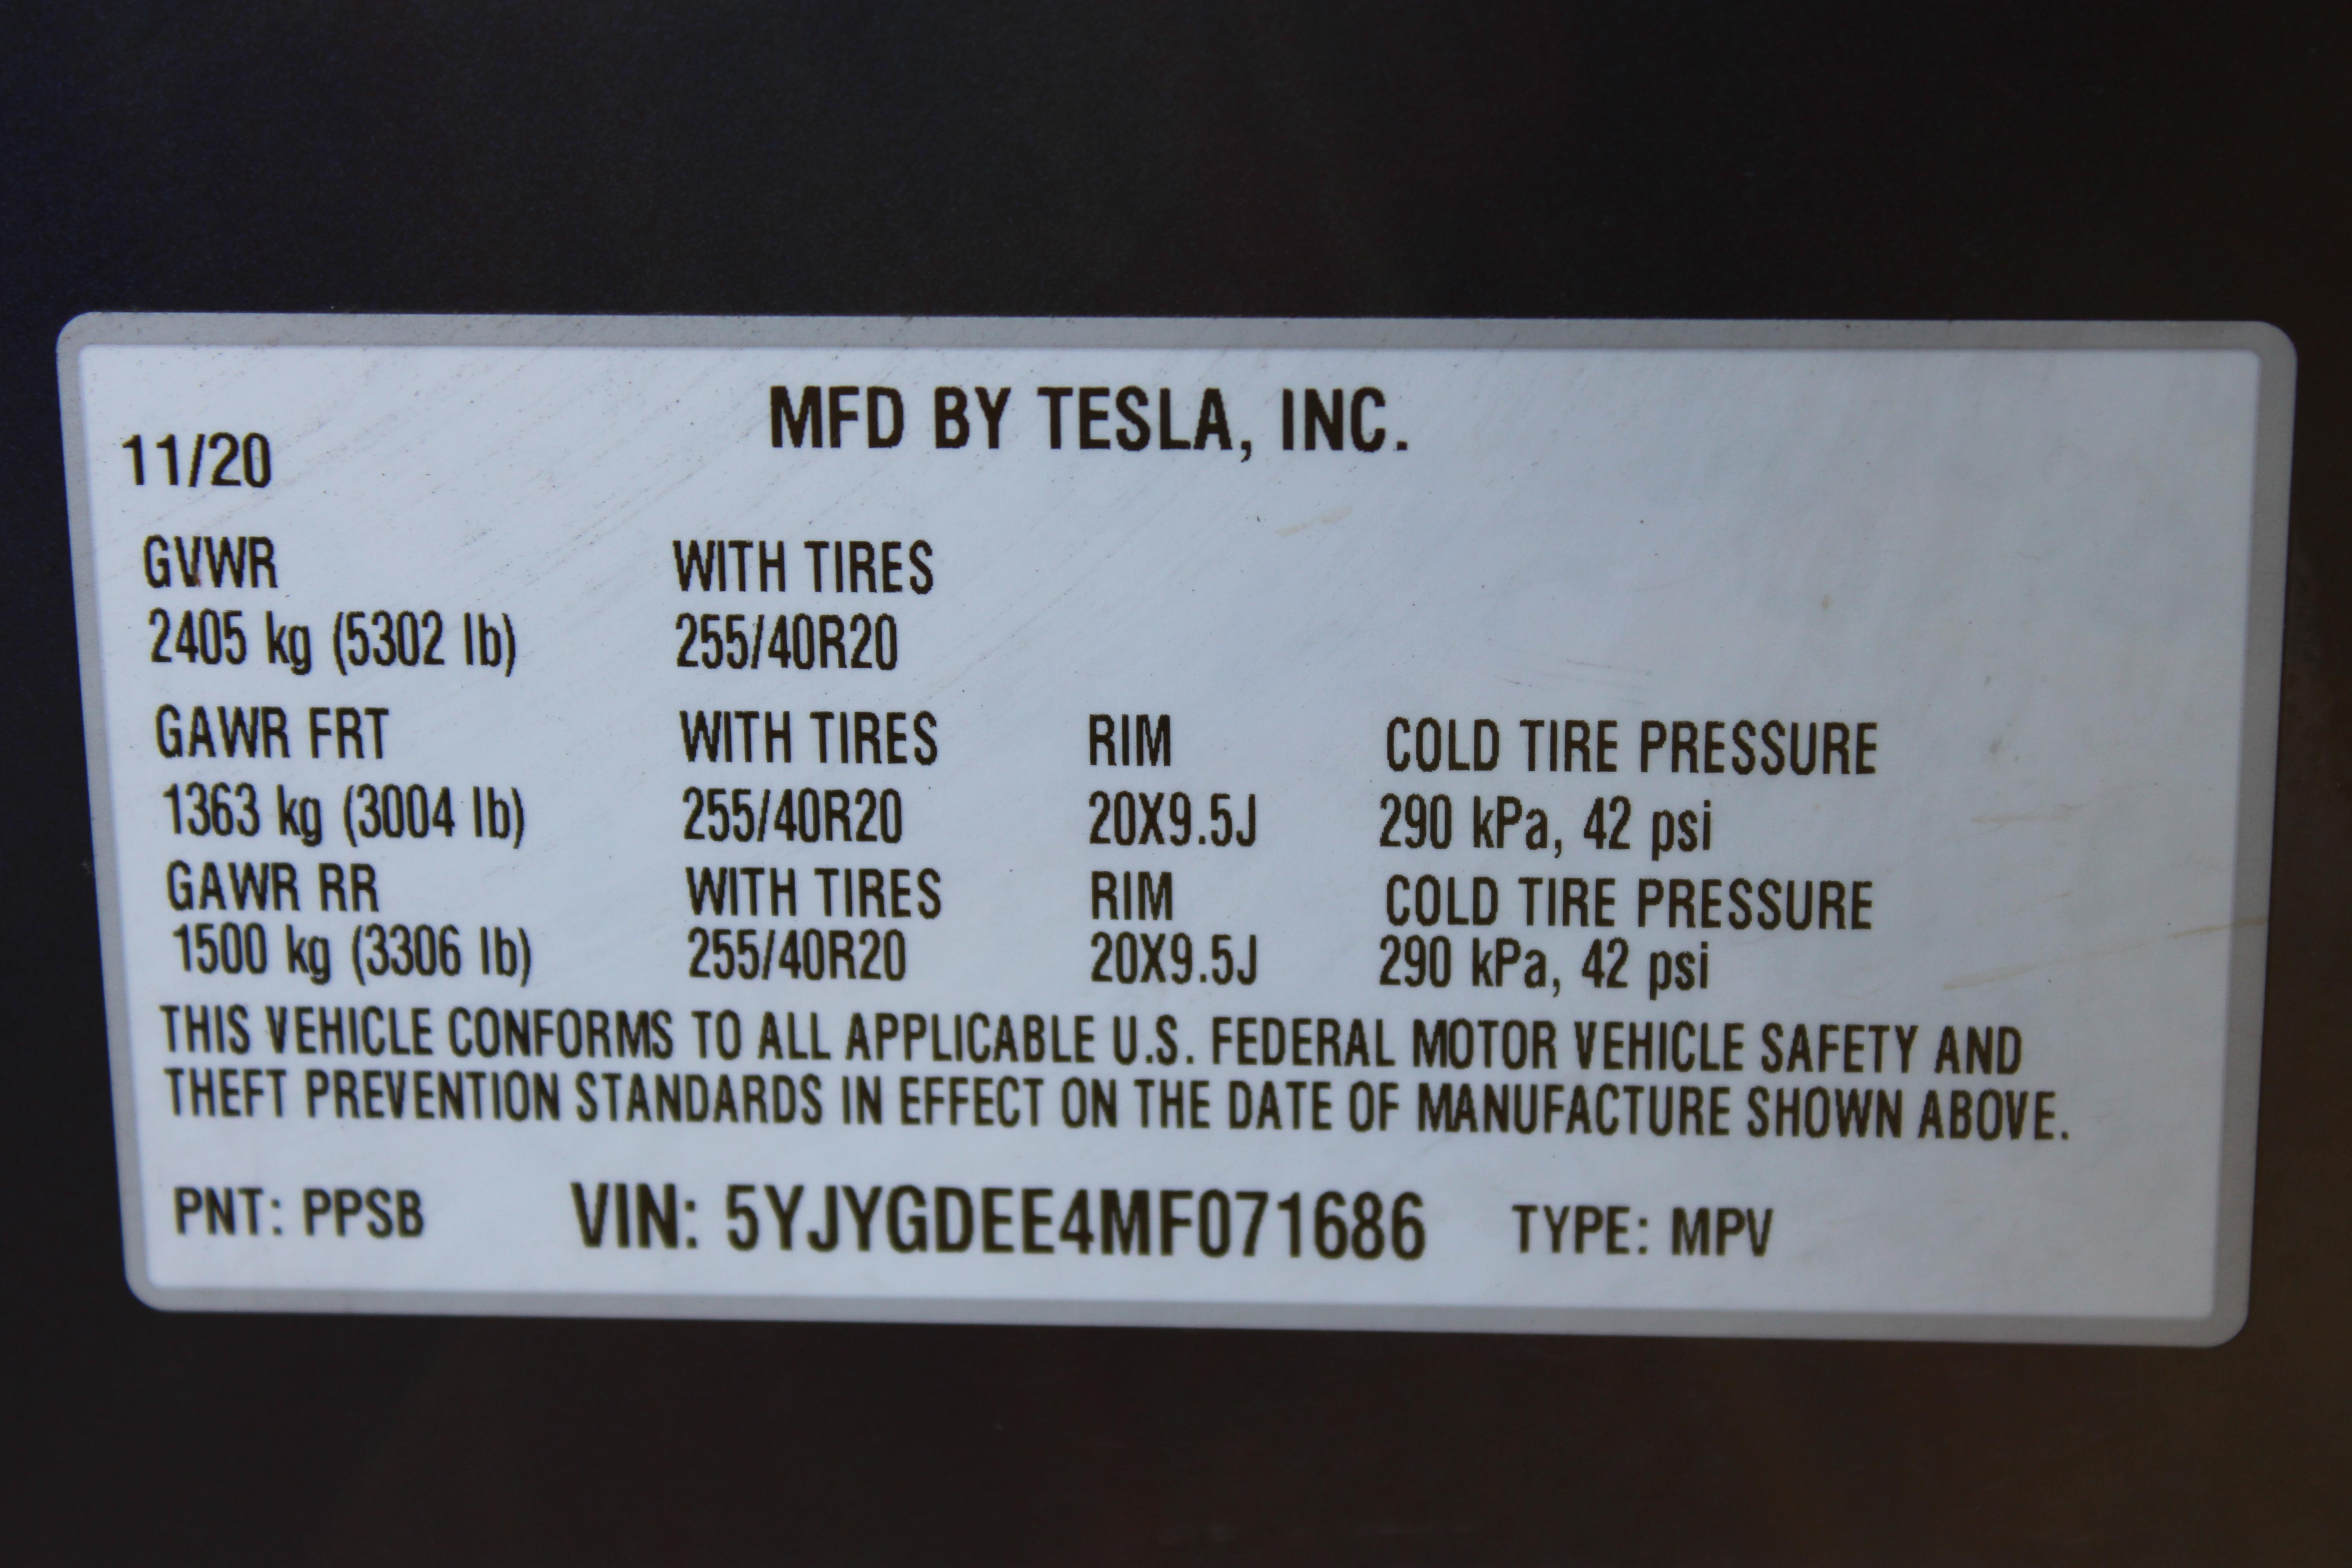 MFD BY TESLA, INC.
11/20
GVWR WITH TIRES
2405 kg (5302 lb) 255/40R20
GAWR FRT WITH TIRES RIM COLD TIRE PRESSURE
1363 kg (3004 lb) 255/40R20 20X9.5J 290 kPa, 42 psi
GAWR RR WITH TIRES RIM COLD TIRE PRESSURE
1500 kg (3306 lb) 255/40R20 20X9.5J 290 kPa, 42 psi
THIS VEHICLE CONFORMS TO ALL APPLICABLE U.S. FEDERAL MOTOR VEHICLE SAFETY AND
THEFT PREVENTION STANDARDS IN EFFECT ON THE DATE OF MANUFACTURE SHOWN ABOVE.
PNT: PPSB VIN: 5YJYGDEE4MF071686 TYPE: MPV